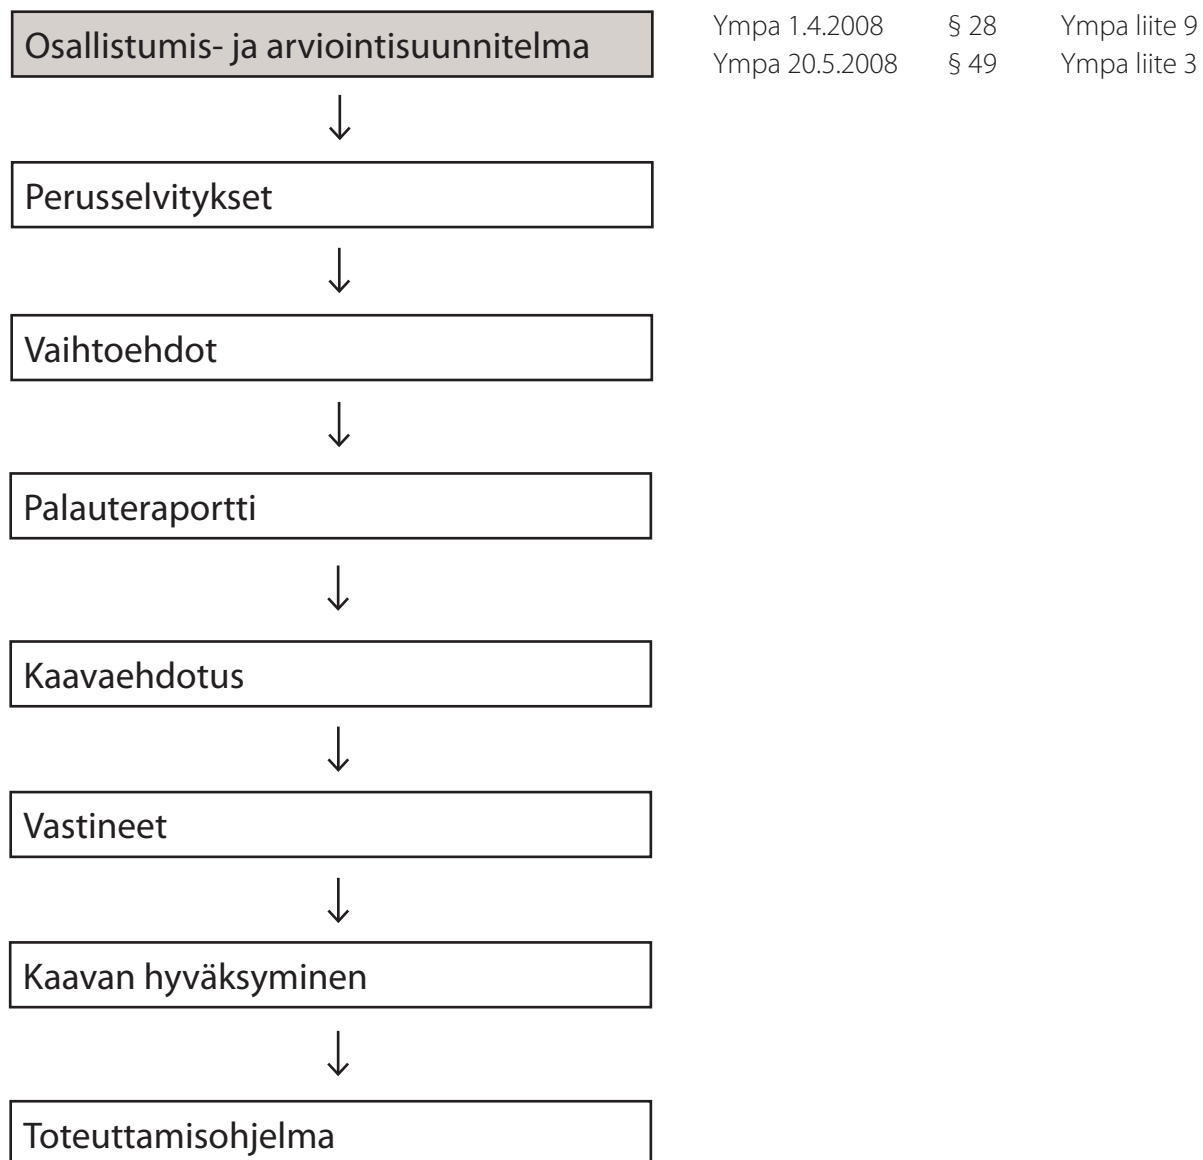 Osallistumis- ja arviointisuunnitelma
Ympa 1.4.2008 § 28 Ympa liite 9
Ympa 20.5.2008 § 49 Ympa liite 3
Perusselvitykset
Vaihtoehdot
Palauteraportti
Kaavaehdotus
Vastineet
Kaavan hyväksyminen
Toteuttamisohjelma